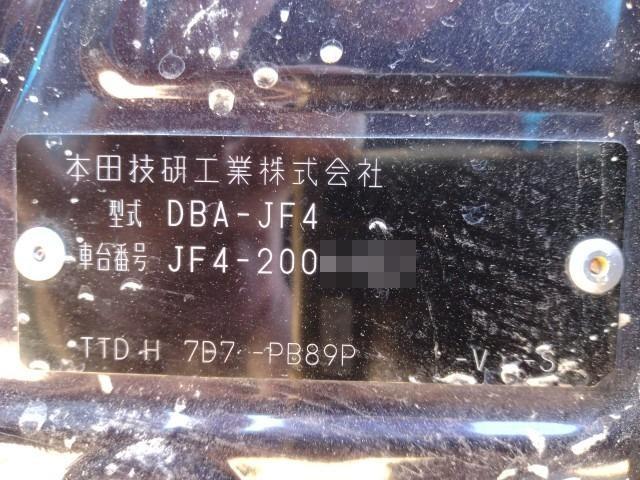 本田技研工業株式会社
型式 DBA-JF4
車台番号 JF4-200
TTD H 7D7--PB89P -V--S-